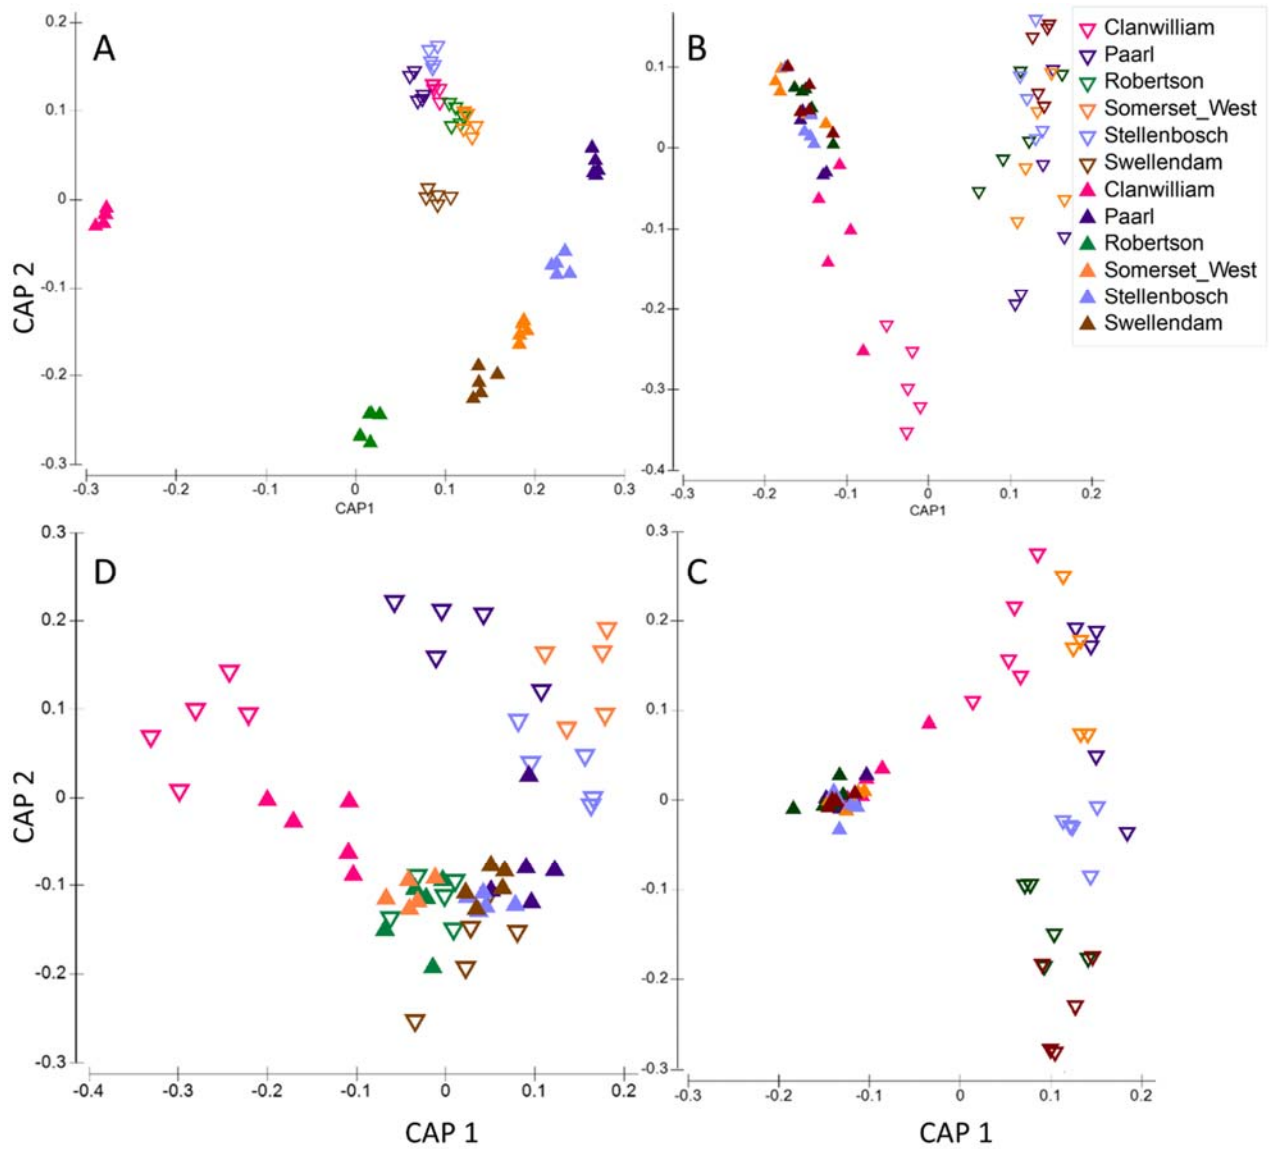 A
0.2
0.1
0
-0.1
-0.2
-0.3
CAP 2
-0.3 -0.2 -0.1 0 0.1 0.2 0.3
CAP1
B
0.1
0
-0.1
-0.2
-0.3
-0.4
-0.3 -0.2 -0.1 0 0.1 0.2
CAP1
Clanwilliam
Paarl
Robertson
Somerset_West
Stellenbosch
Swellendam
Clanwilliam
Paarl
Robertson
Somerset_West
Stellenbosch
Swellendam
D
0.3
0.2
0.1
0
-0.1
-0.2
-0.3
CAP 2
-0.4 -0.3 -0.2 -0.1 0 0.1 0.2
CAP 1
C
0.3
0.2
0.1
0
-0.1
-0.2
-0.3
-0.3 -0.2 -0.1 0 0.1 0.2
CAP 1